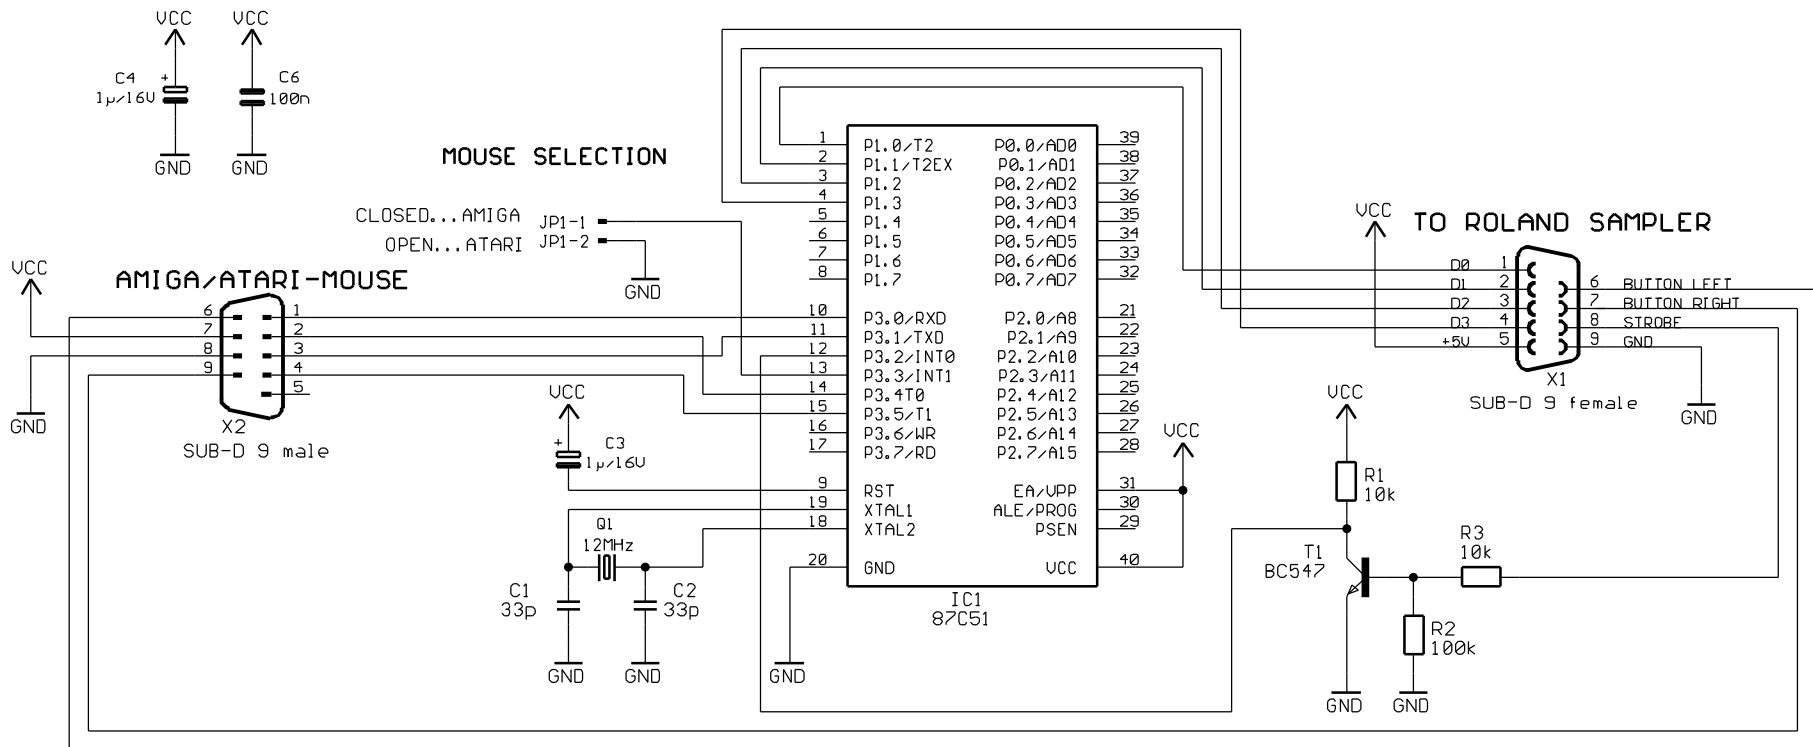 VCC VCC
C4 + C6
1µ/16V 100n
GND GND
MOUSE SELECTION
CLOSED...AMIGA JP1-1
OPEN...ATARI JP1-2
GND
VCC
AMIGA/ATARI-MOUSE
6 1
7 2
8 3
9 4
5
GND
X2
SUB-D 9 male
1 P1.0/T2 P0.0/AD0 39
2 P1.1/T2EX P0.1/AD1 38
3 P1.2 P0.2/AD2 37
4 P1.3 P0.3/AD3 36
5 P1.4 P0.4/AD4 35
6 P1.5 P0.5/AD5 34
7 P1.6 P0.6/AD6 33
8 P1.7 P0.7/AD7 32
10 P3.0/RXD P2.0/A8 21
11 P3.1/TXD P2.1/A9 22
12 P3.2/INT0 P2.2/A10 23
13 P3.3/INT1 P2.3/A11 24
14 P3.4T0 P2.4/A12 25
15 P3.5/T1 P2.5/A13 26
16 P3.6/WR P2.6/A14 27
17 P3.7/RD P2.7/A15 28
9 RST EA/VPP 31
19 XTAL1 ALE/PROG 30
18 XTAL2 PSEN 29
20 GND VCC 40
IC1
87C51
VCC
+ C3
1µ/16V
Q1
12MHz
C1 C2
33p 33p
GND GND GND
VCC
VCC
TO ROLAND SAMPLER
D0 1
D1 2 6 BUTTON LEFT
D2 3 7 BUTTON RIGHT
D3 4 8 STROBE
+5V 5 9 GND
X1
SUB-D 9 female
GND
VCC
R1
10k
R3
10k
T1
BC547
R2
100k
GND GND